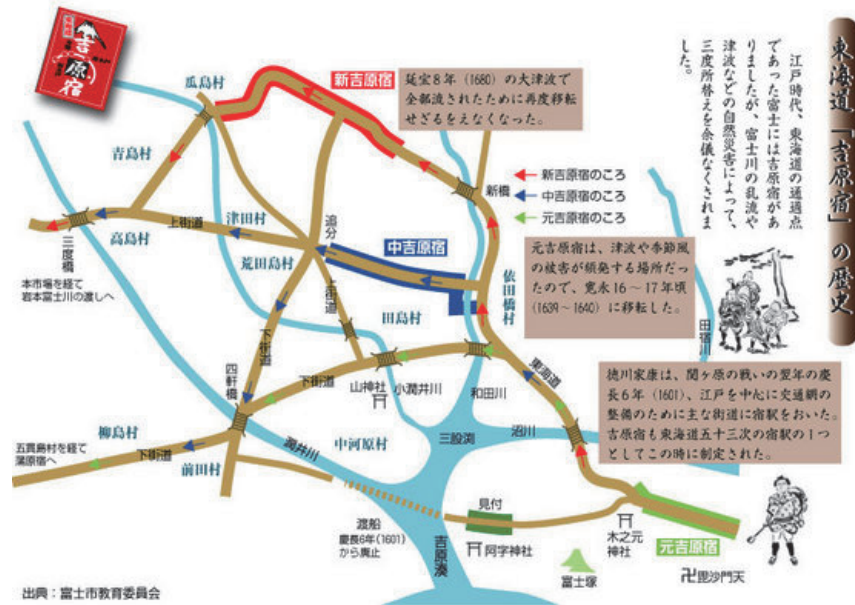 東海道「吉原宿」の歴史
江戸時代、東海道の通過点
であった富士には吉原宿があ
りましたが、富士川の乱流や
津波などの自然災害によって、
三度所替えを余儀なくされま
した。
吉原宿
新吉原宿
延宝8年(1680)の大津波で
全部流されたために再度移転
せざるをえなくなった。
瓜島村
青島村
新橋
新吉原宿のころ
中吉原宿のころ
元吉原宿のころ
津田村
上街道
追分
高島村
三度橋
荒田島村
中吉原宿
依田橋村
元吉原宿は、津波や季節風
の被害が頻発する場所だっ
たので、寛永16~17年頃
(1639~1640)に移転した。
本市場を経て
岩本富士川の渡しへ
上街道
田島村
下街道
田宿川
東海道
四軒橋
下街道
山神社
小潤井川
和田川
徳川家康は、関ヶ原の戦いの翌年の慶
長6年(1601)、江戸を中心に交通網の
整備のために主な街道に宿駅をおいた。
吉原宿も東海道五十三次の宿駅の1つ
としてこの時に制定された。
柳島村
五貫島村を経て
蒲原宿へ
下街道
前田村
潤井川
中河原村
三股渕
沼川
渡船
慶長6年(1601)
から廃止
吉原湊
見付
阿字神社
木之元
神社
元吉原宿
富士塚
卍毘沙門天
出典:富士市教育委員会